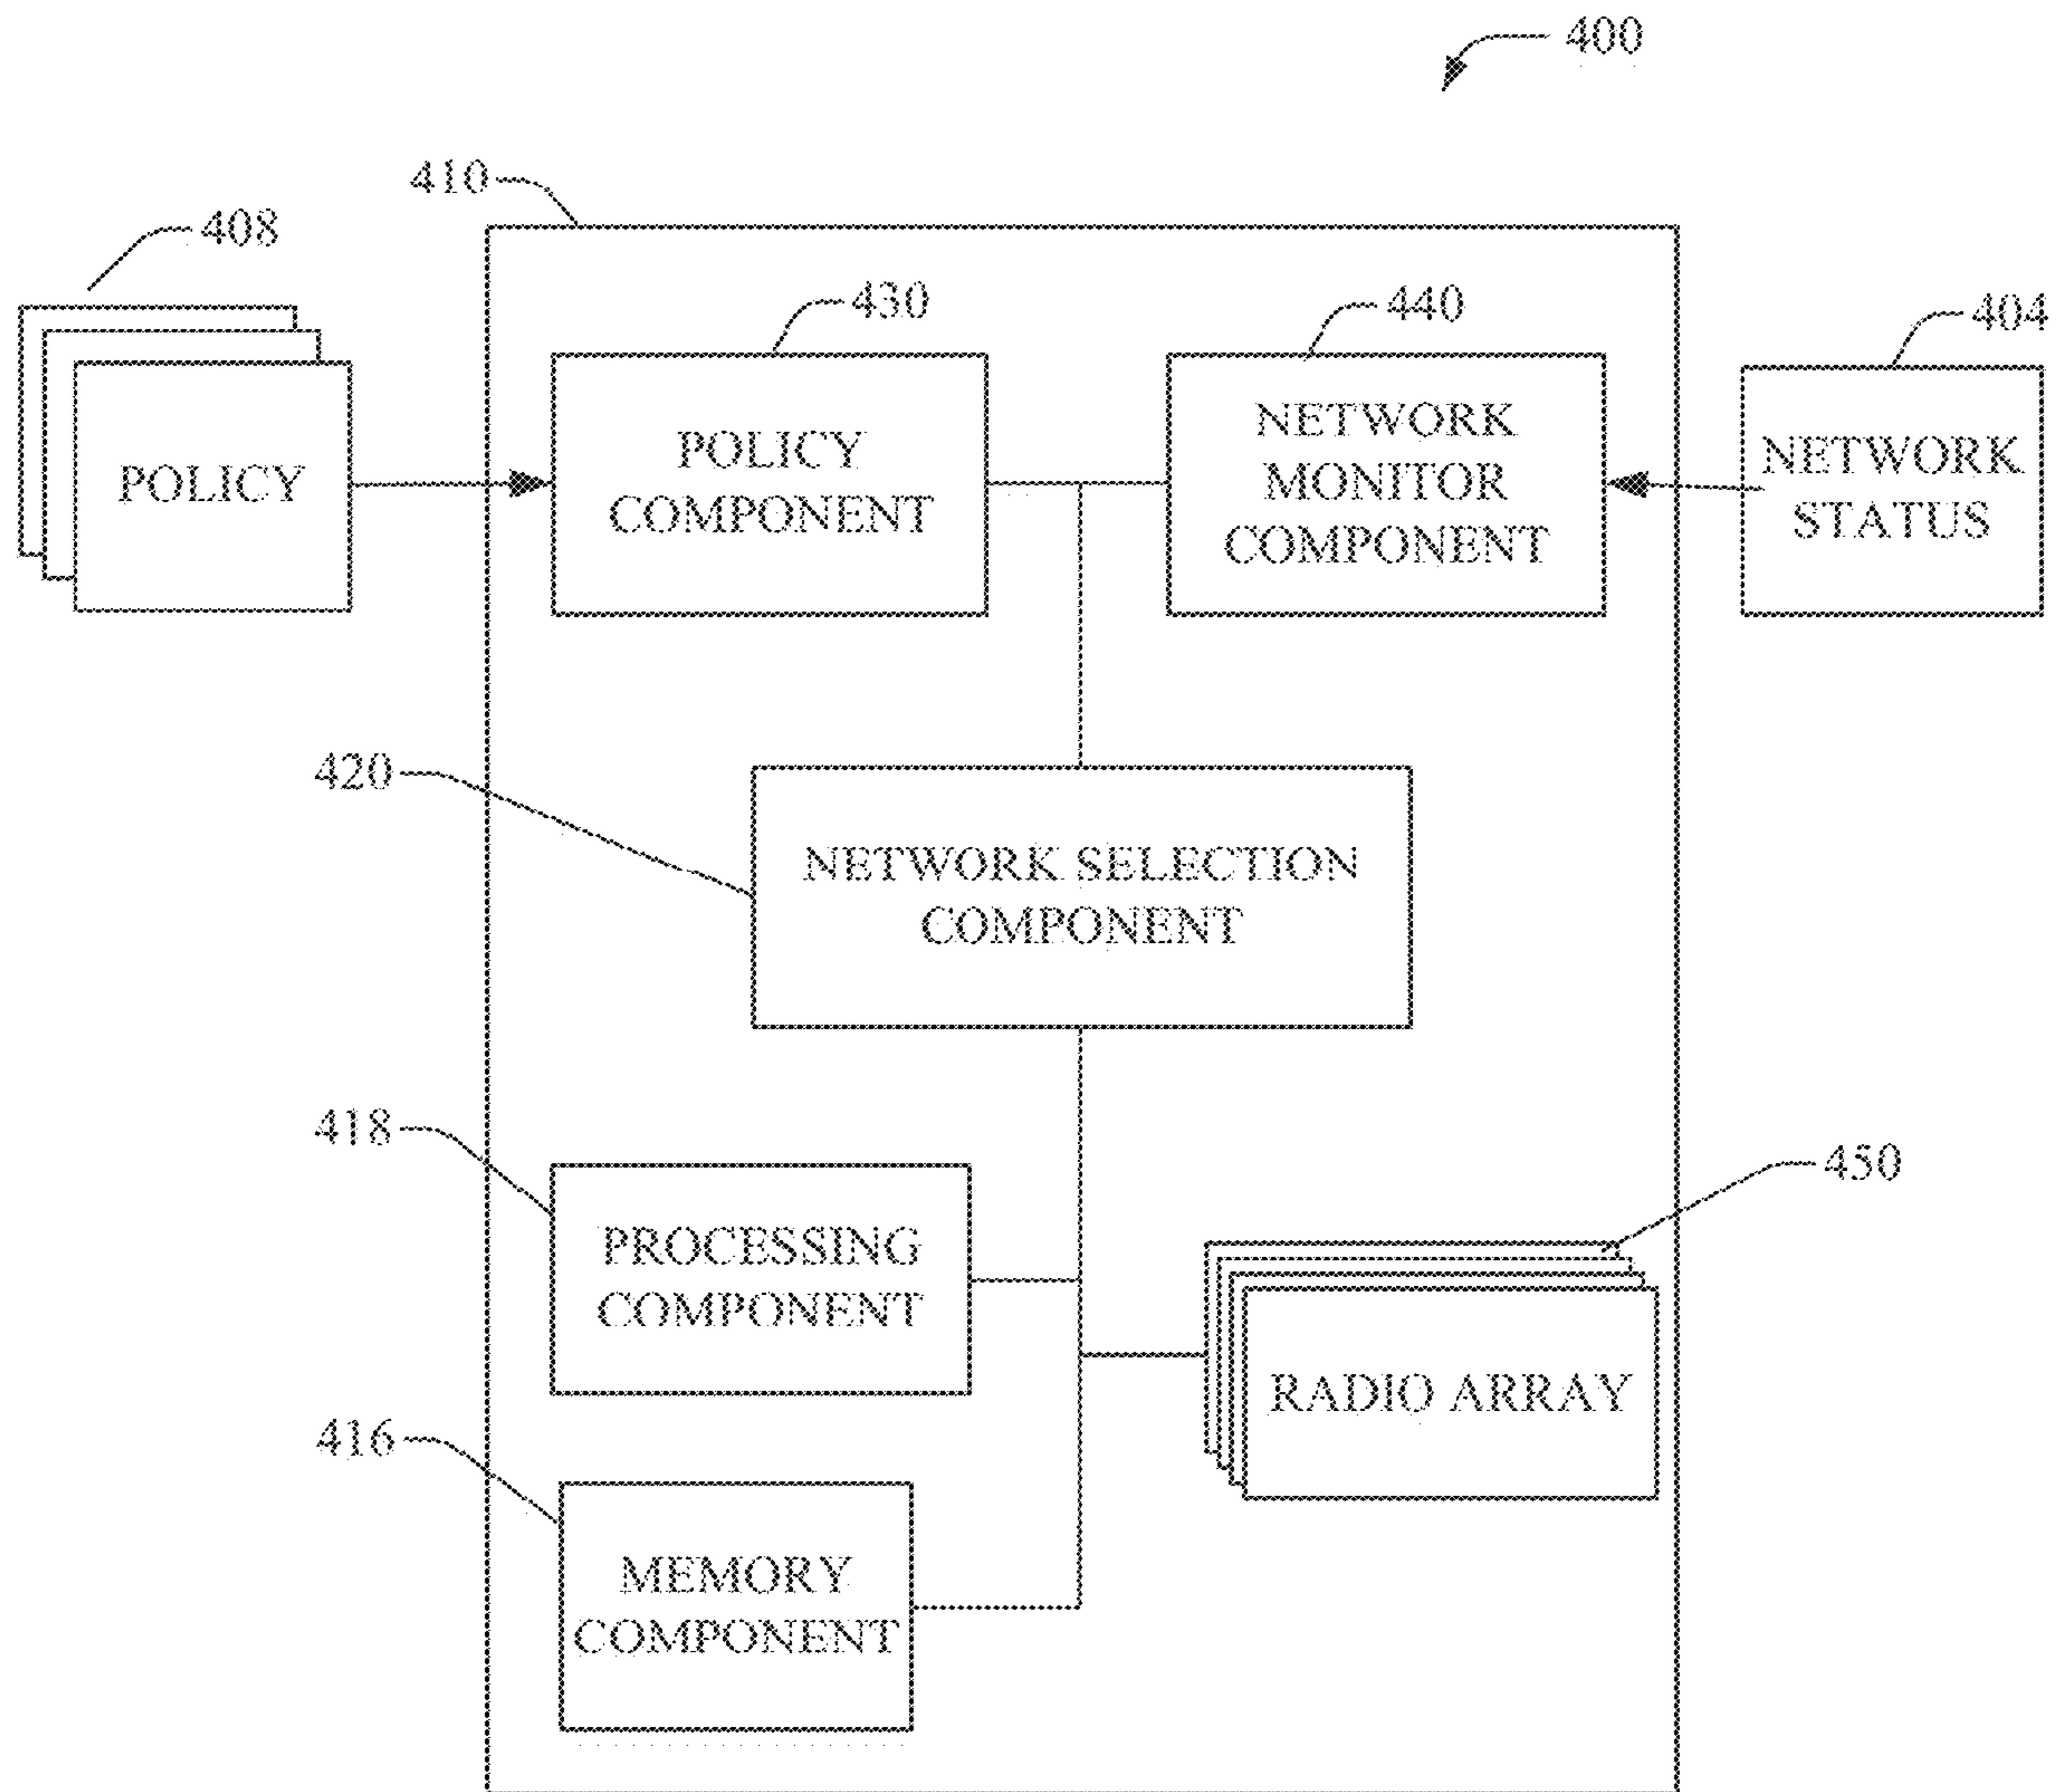 400
410
408
430
440
404
POLICY
POLICY
COMPONENT
NETWORK
MONITOR
COMPONENT
NETWORK
STATUS
420
NETWORK SELECTION
COMPONENT
418
450
PROCESSING
COMPONENT
RADIO ARRAY
416
MEMORY
COMPONENT